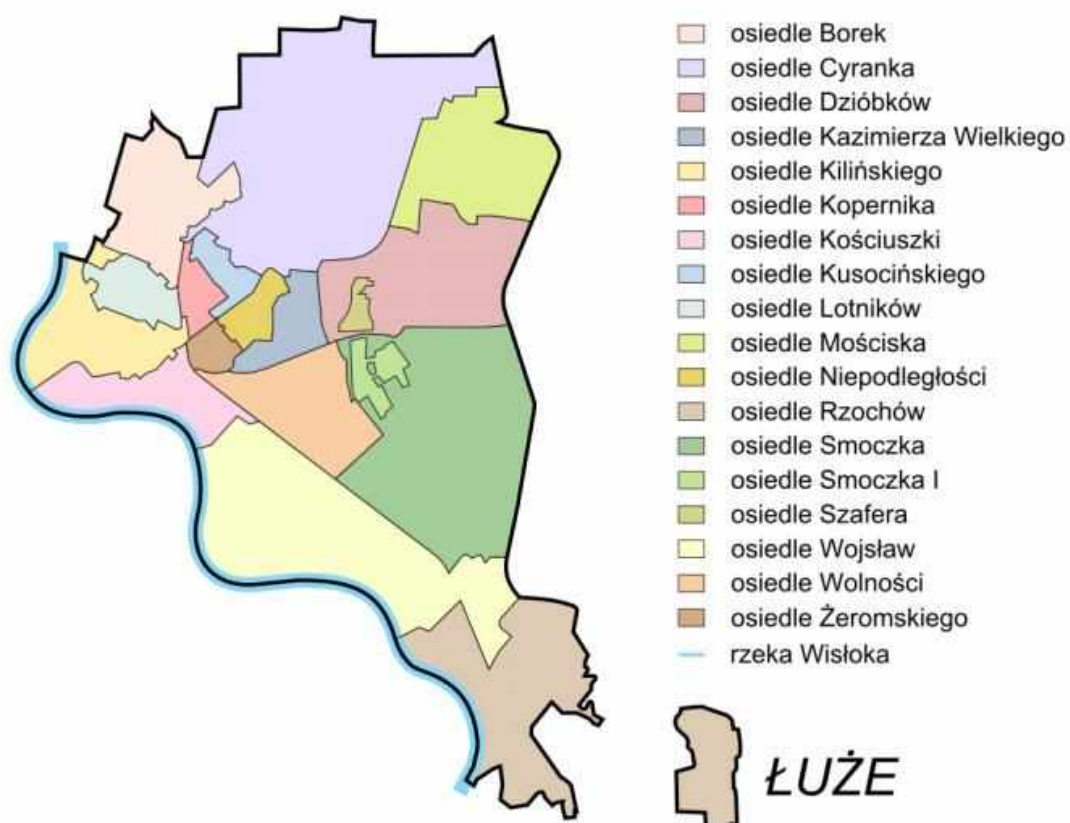 osiedle Borek
osiedle Cyranka
osiedle Dzióbków
osiedle Kazimierza Wielkiego
osiedle Kilińskiego
osiedle Kopernika
osiedle Kościuszki
osiedle Kusocińskiego
osiedle Lotników
osiedle Mościska
osiedle Niepodległości
osiedle Rzochów
osiedle Smoczka
osiedle Smoczka I
osiedle Szafera
osiedle Wojsław
osiedle Wolności
osiedle Żeromskiego
rzeka Wisłoka
ŁUŻE